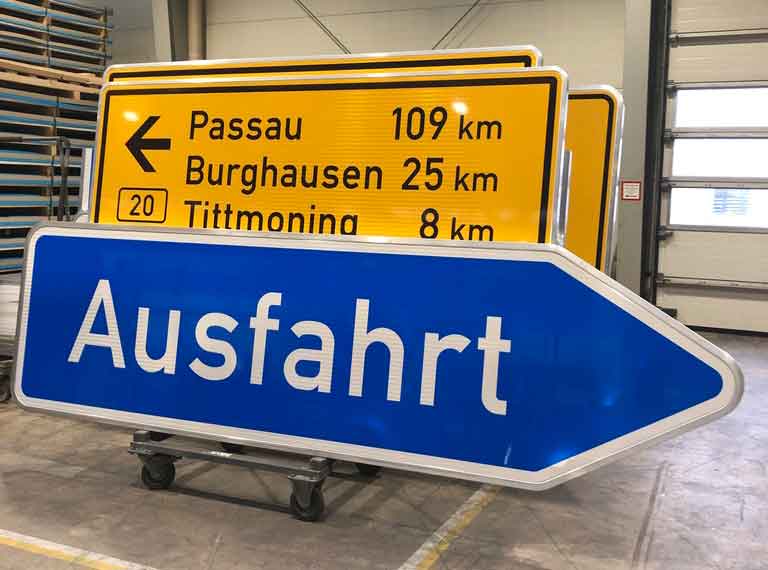 Passau 109 km
Burghausen 25 km
20 Tittmoning 8 km
Ausfahrt